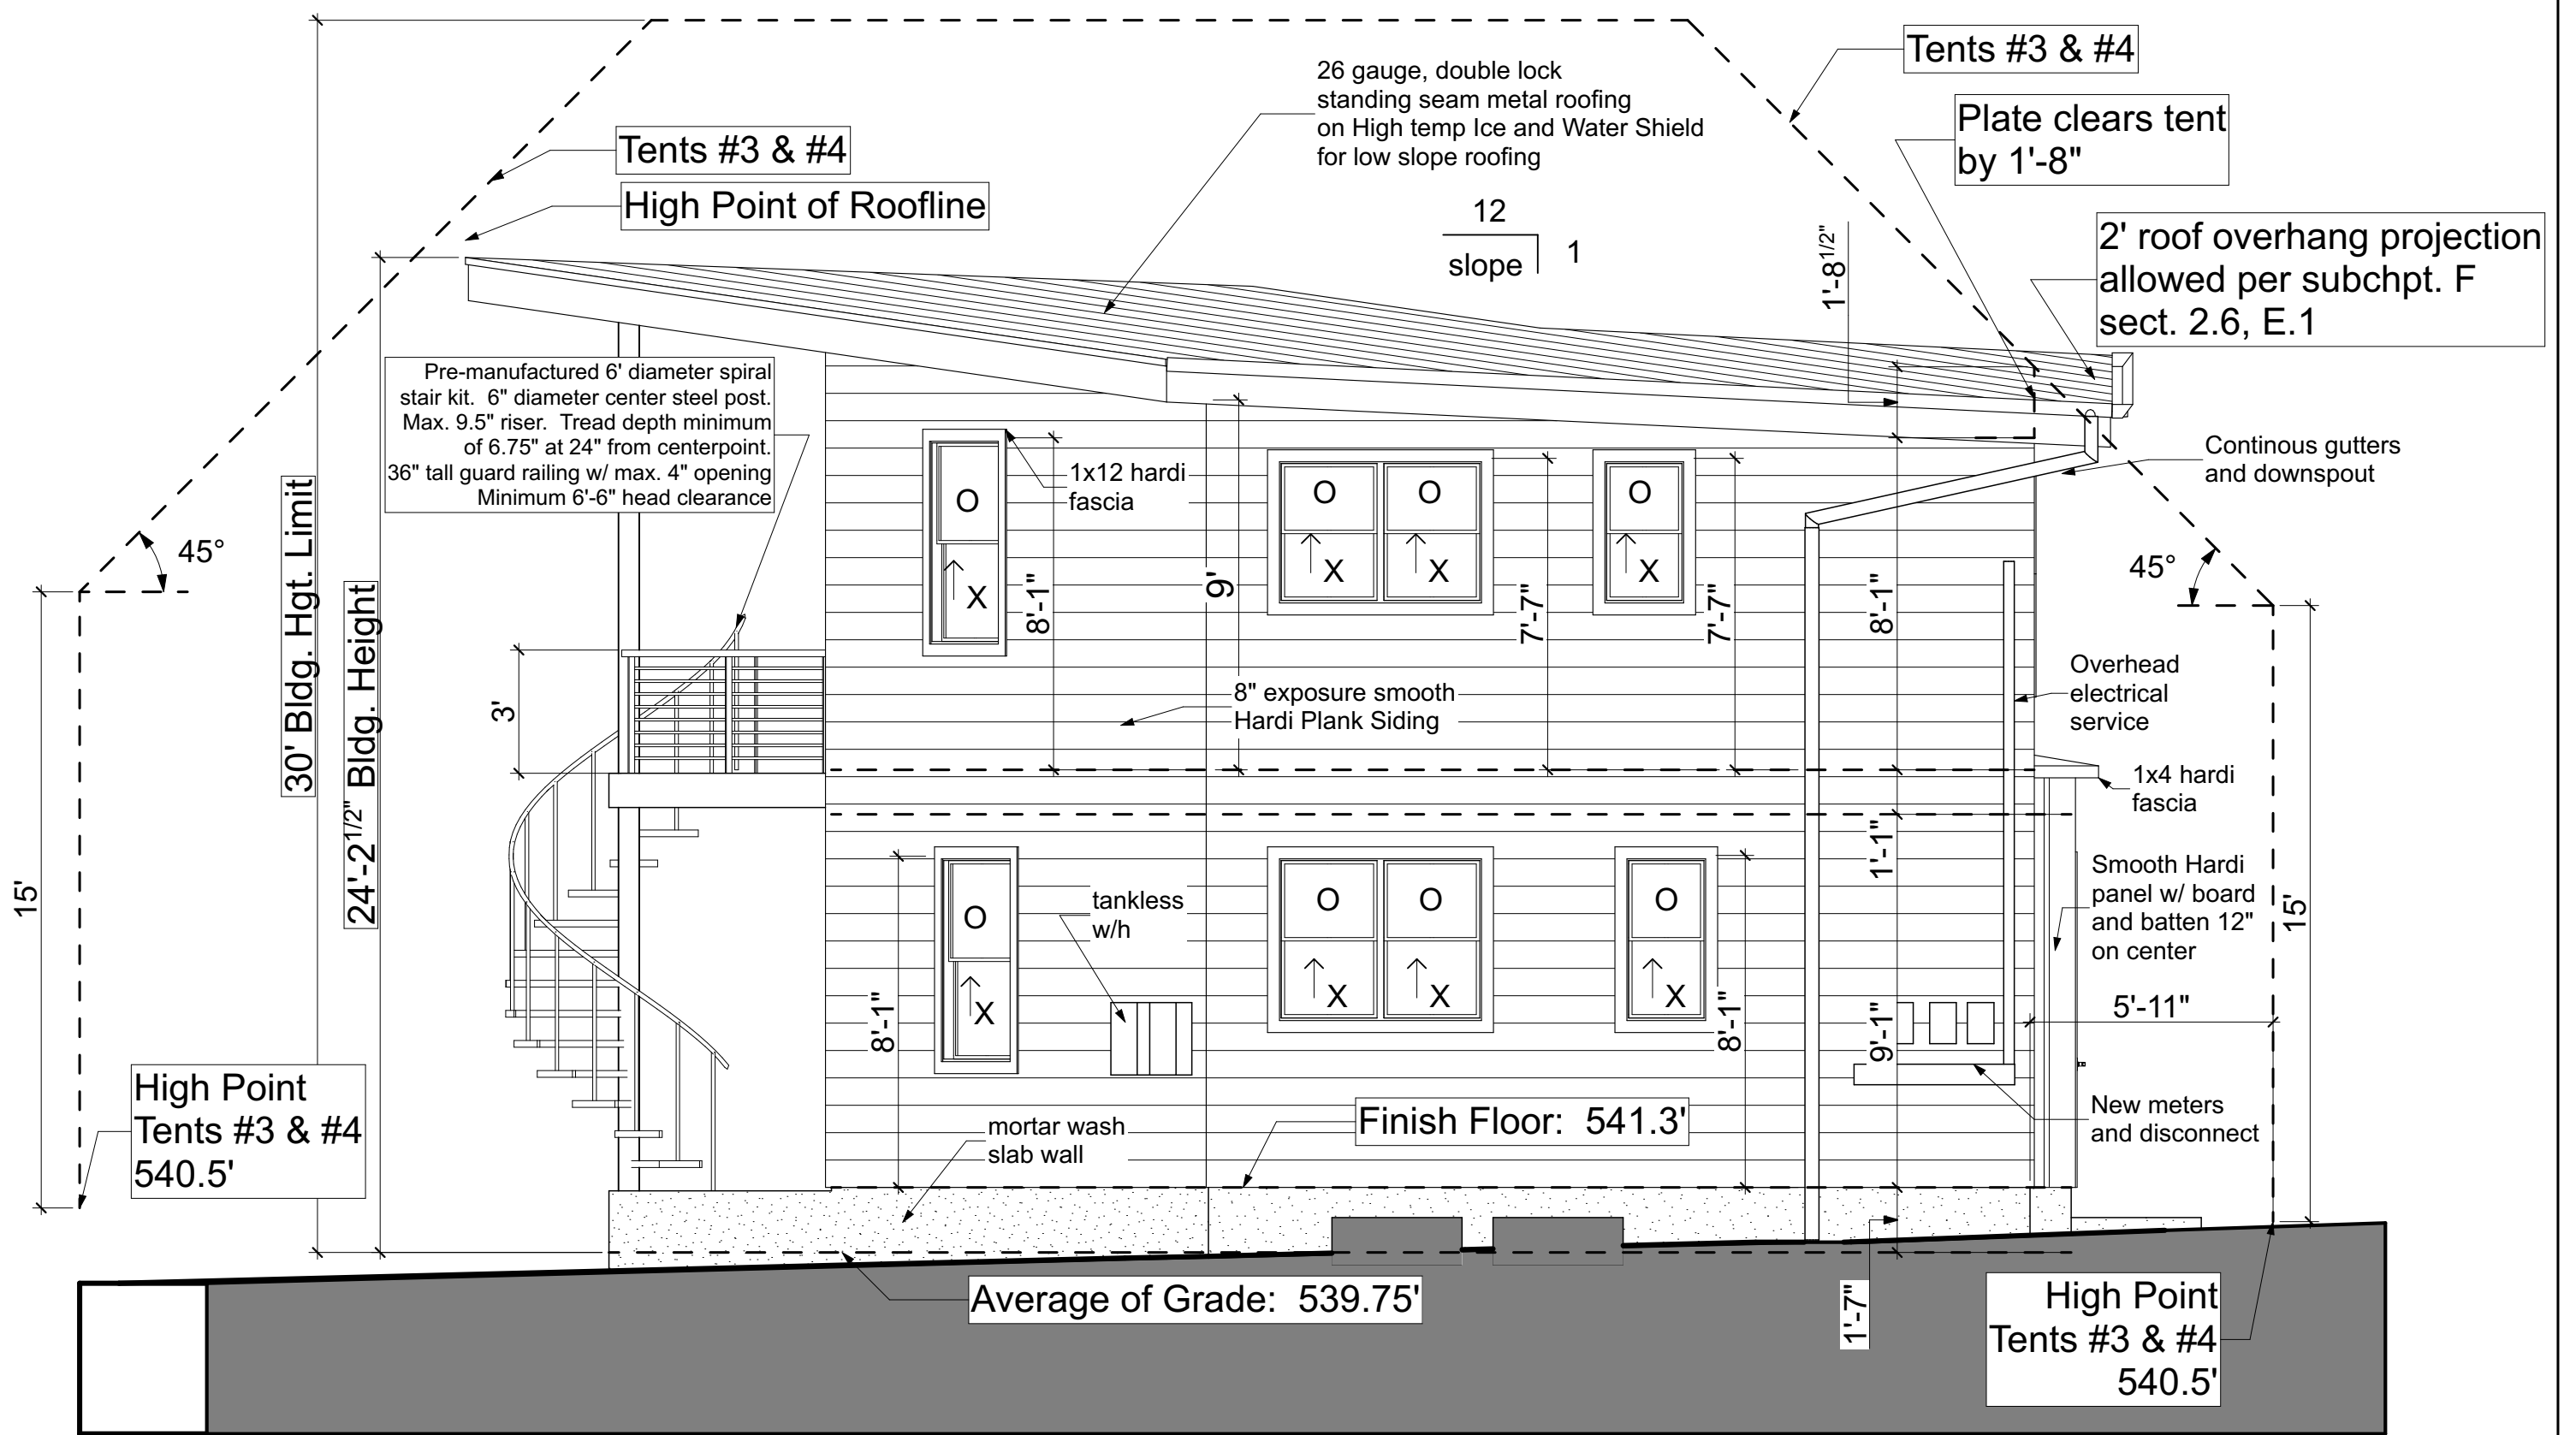 Tents #3 & #4
26 gauge, double lock
standing seam metal roofing
on High temp Ice and Water Shield
for low slope roofing
Plate clears tent
by 1'-8"
Tents #3 & #4
High Point of Roofline
12
slope
1
1'-8 1/2"
2' roof overhang projection
allowed per subchpt. F
sect. 2.6, E.1
Pre-manufactured 6' diameter spiral
stair kit. 6" diameter center steel post.
Max. 9.5" riser. Tread depth minimum
of 6.75" at 24" from centerpoint.
36" tall guard railing w/ max. 4" opening
Minimum 6'-6" head clearance
Continous gutters
and downspout
1x12 hardi
fascia
O
X
O
O
X
X
O
X
45°
45°
30' Bldg. Hgt. Limit
24'-2 1/2" Bldg. Height
8'-1"
9'
7'-7"
7'-7"
8'-1"
3'
8" exposure smooth
Hardi Plank Siding
Overhead
electrical
service
1x4 hardi
fascia
1'-1"
15'
15'
Smooth Hardi
panel w/ board
and batten 12"
on center
tankless
w/h
O
X
O
O
X
X
O
X
8'-1"
8'-1"
9'-1"
5'-11"
High Point
Tents #3 & #4
540.5'
mortar wash
slab wall
Finish Floor: 541.3'
New meters
and disconnect
Average of Grade: 539.75'
1'-7"
High Point
Tents #3 & #4
540.5'